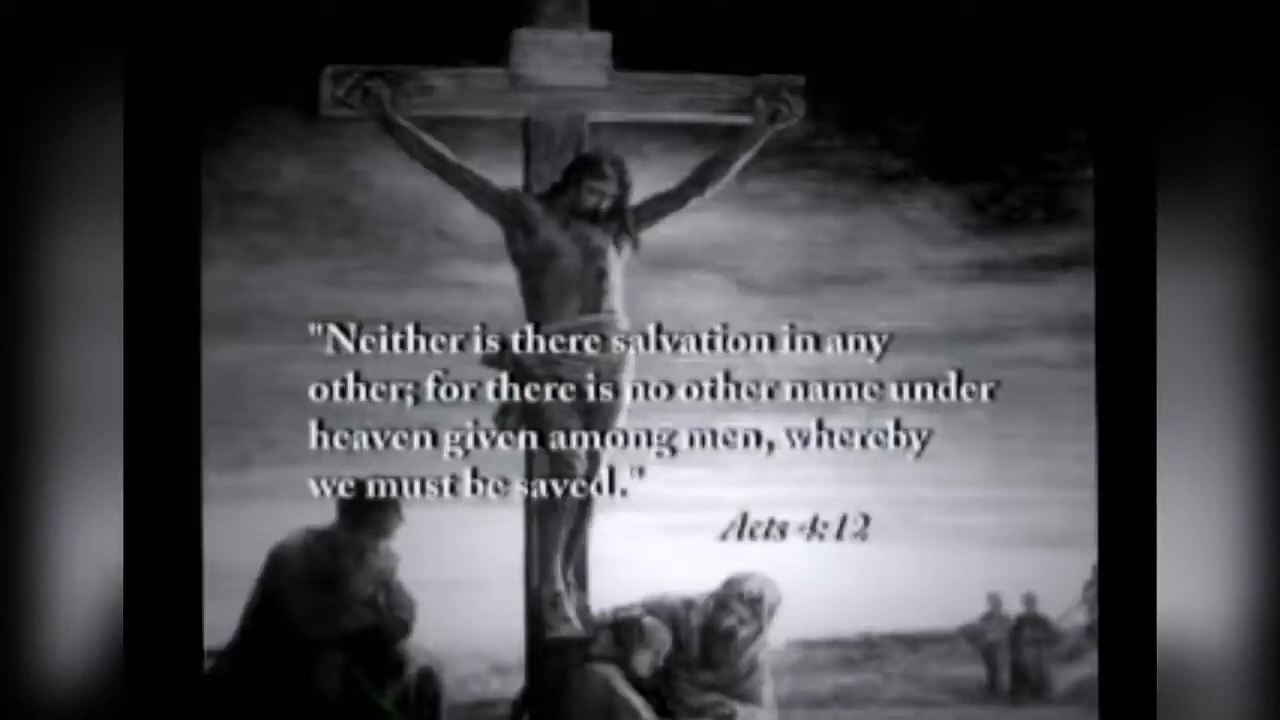 "Neither is there salvation in any
other; for there is no other name under
heaven given among men, whereby
we must be saved."
Acts 4:12